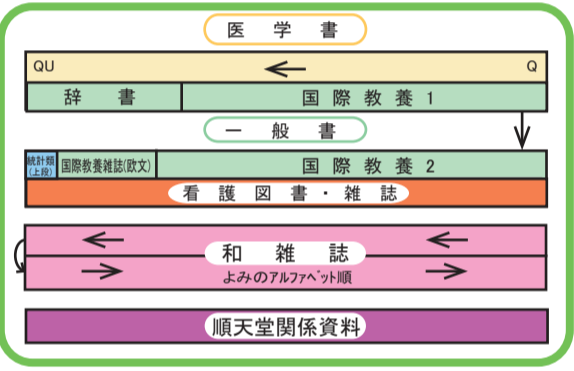 医学書
QU Q
辞書 国際教養1
一般書
統計類
(上段)
国際教養雑誌(欧文) 国際教養2
看護図書・雑誌
和雑誌
よみのアルファベット順
順天堂関係資料